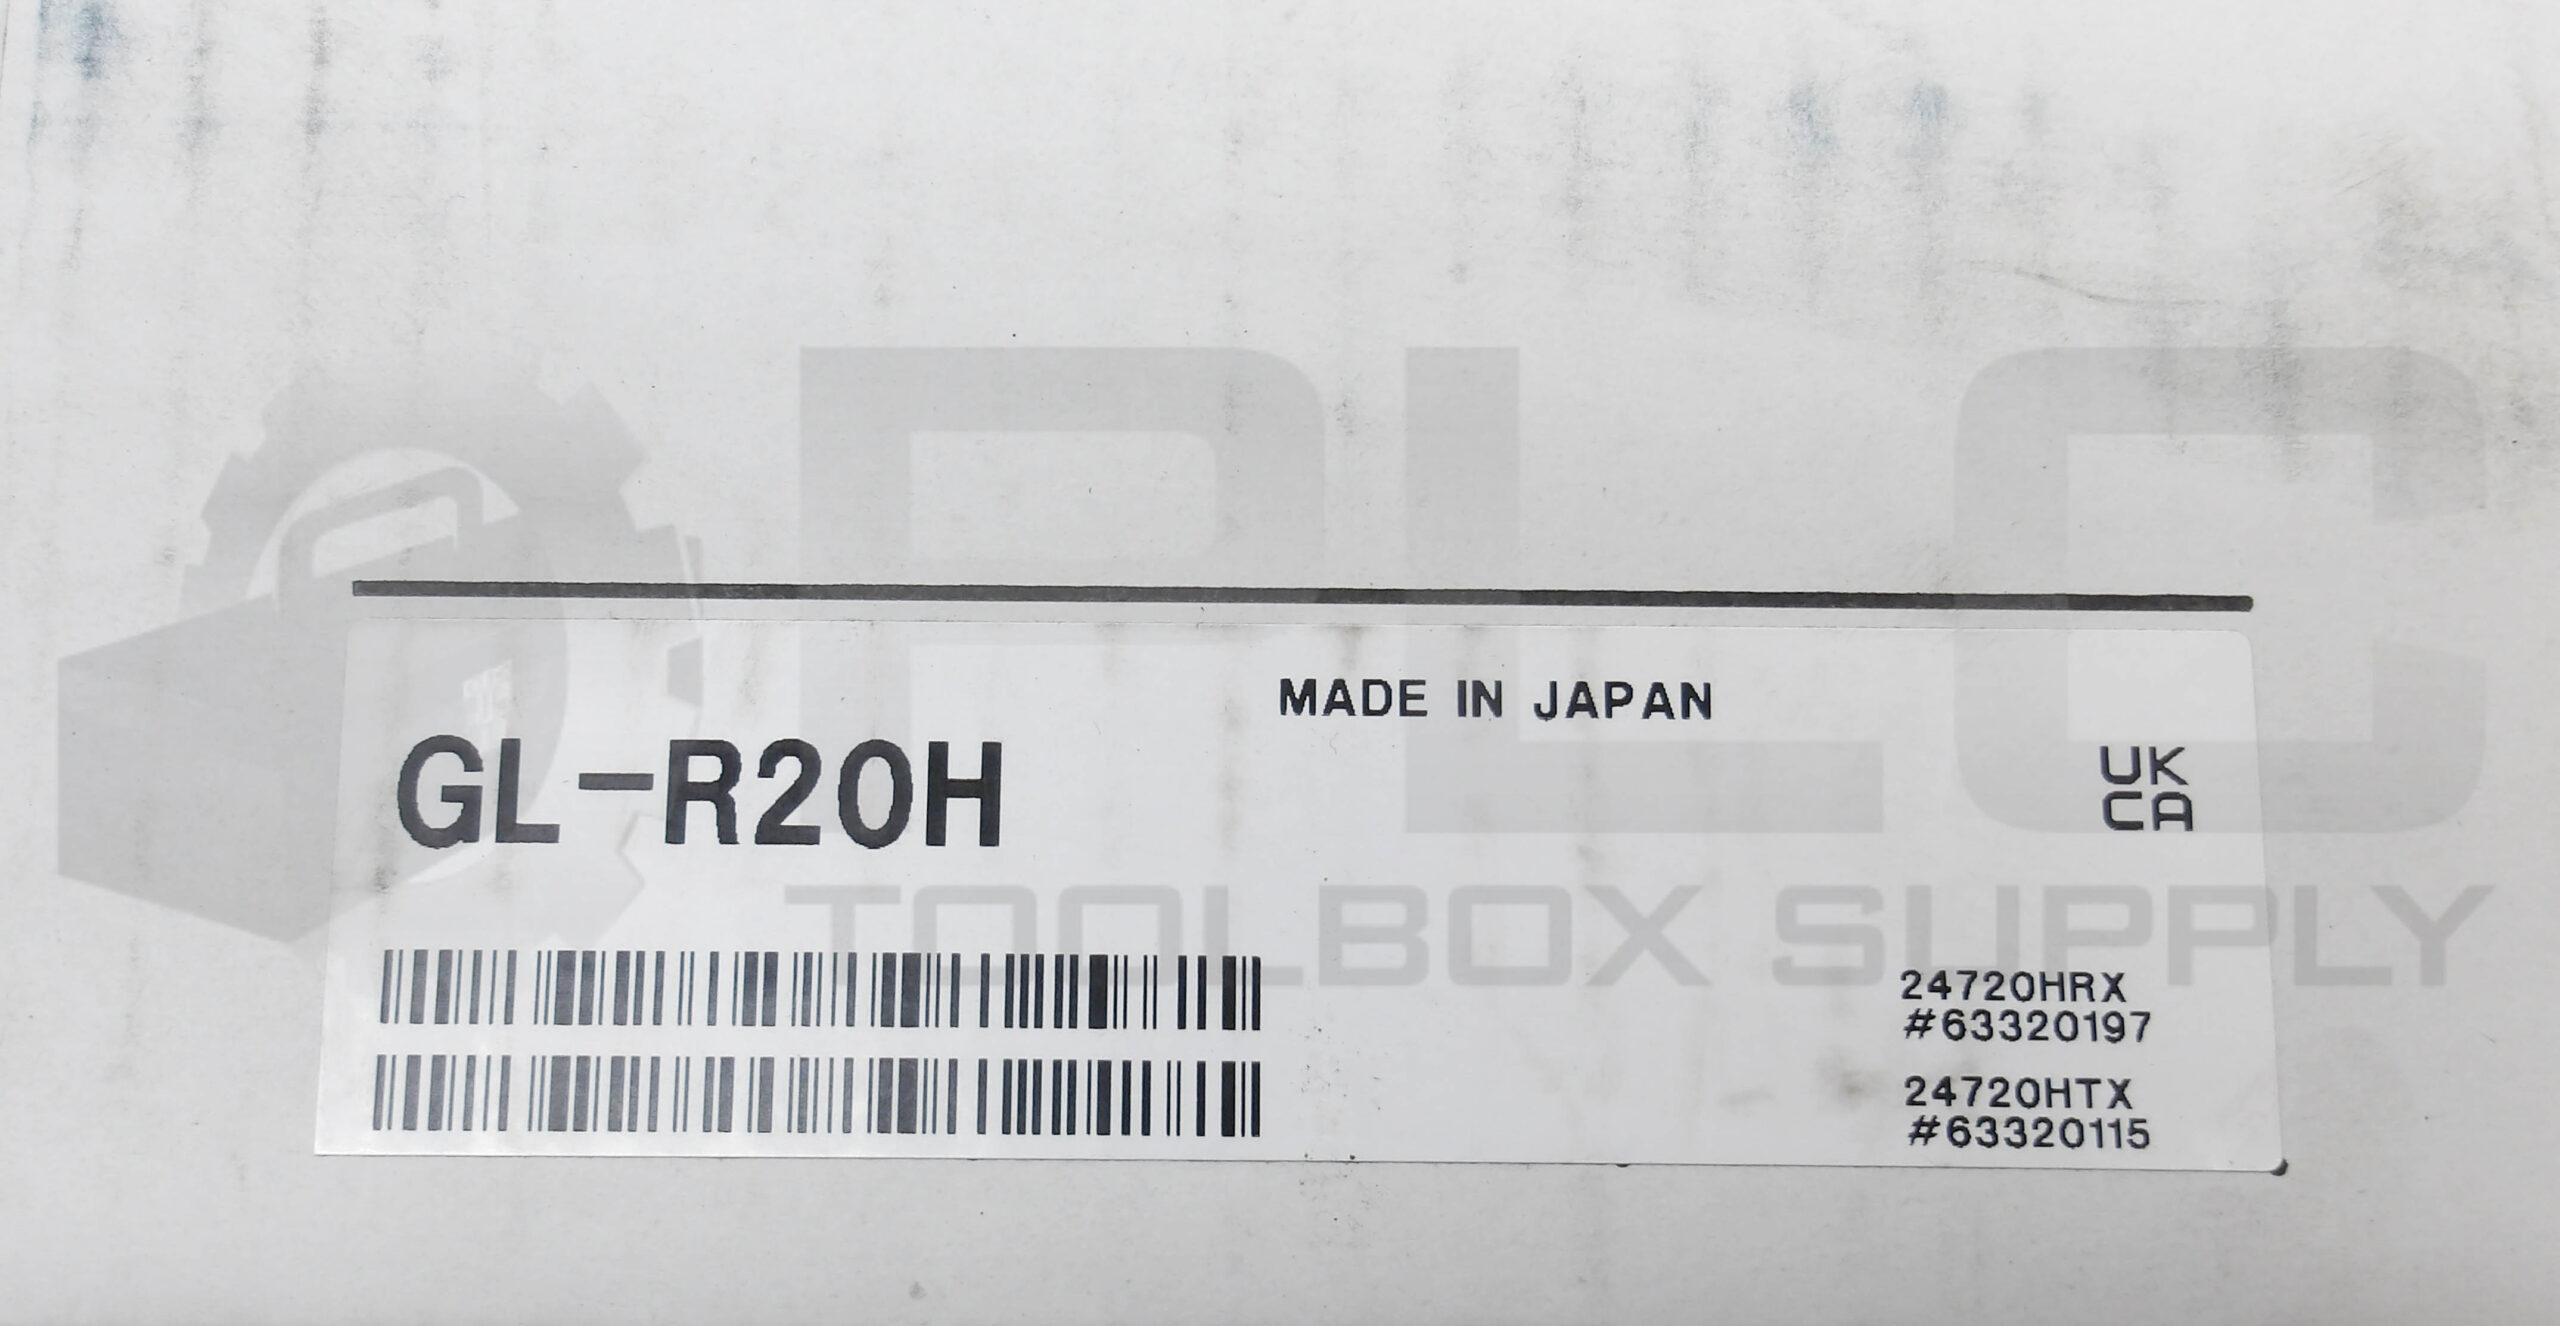 PLC
TOOLBOX SUPPLY
MADE IN JAPAN
GL-R20H
UK
CA
24720HRX
#63320197
24720HTX
#63320115